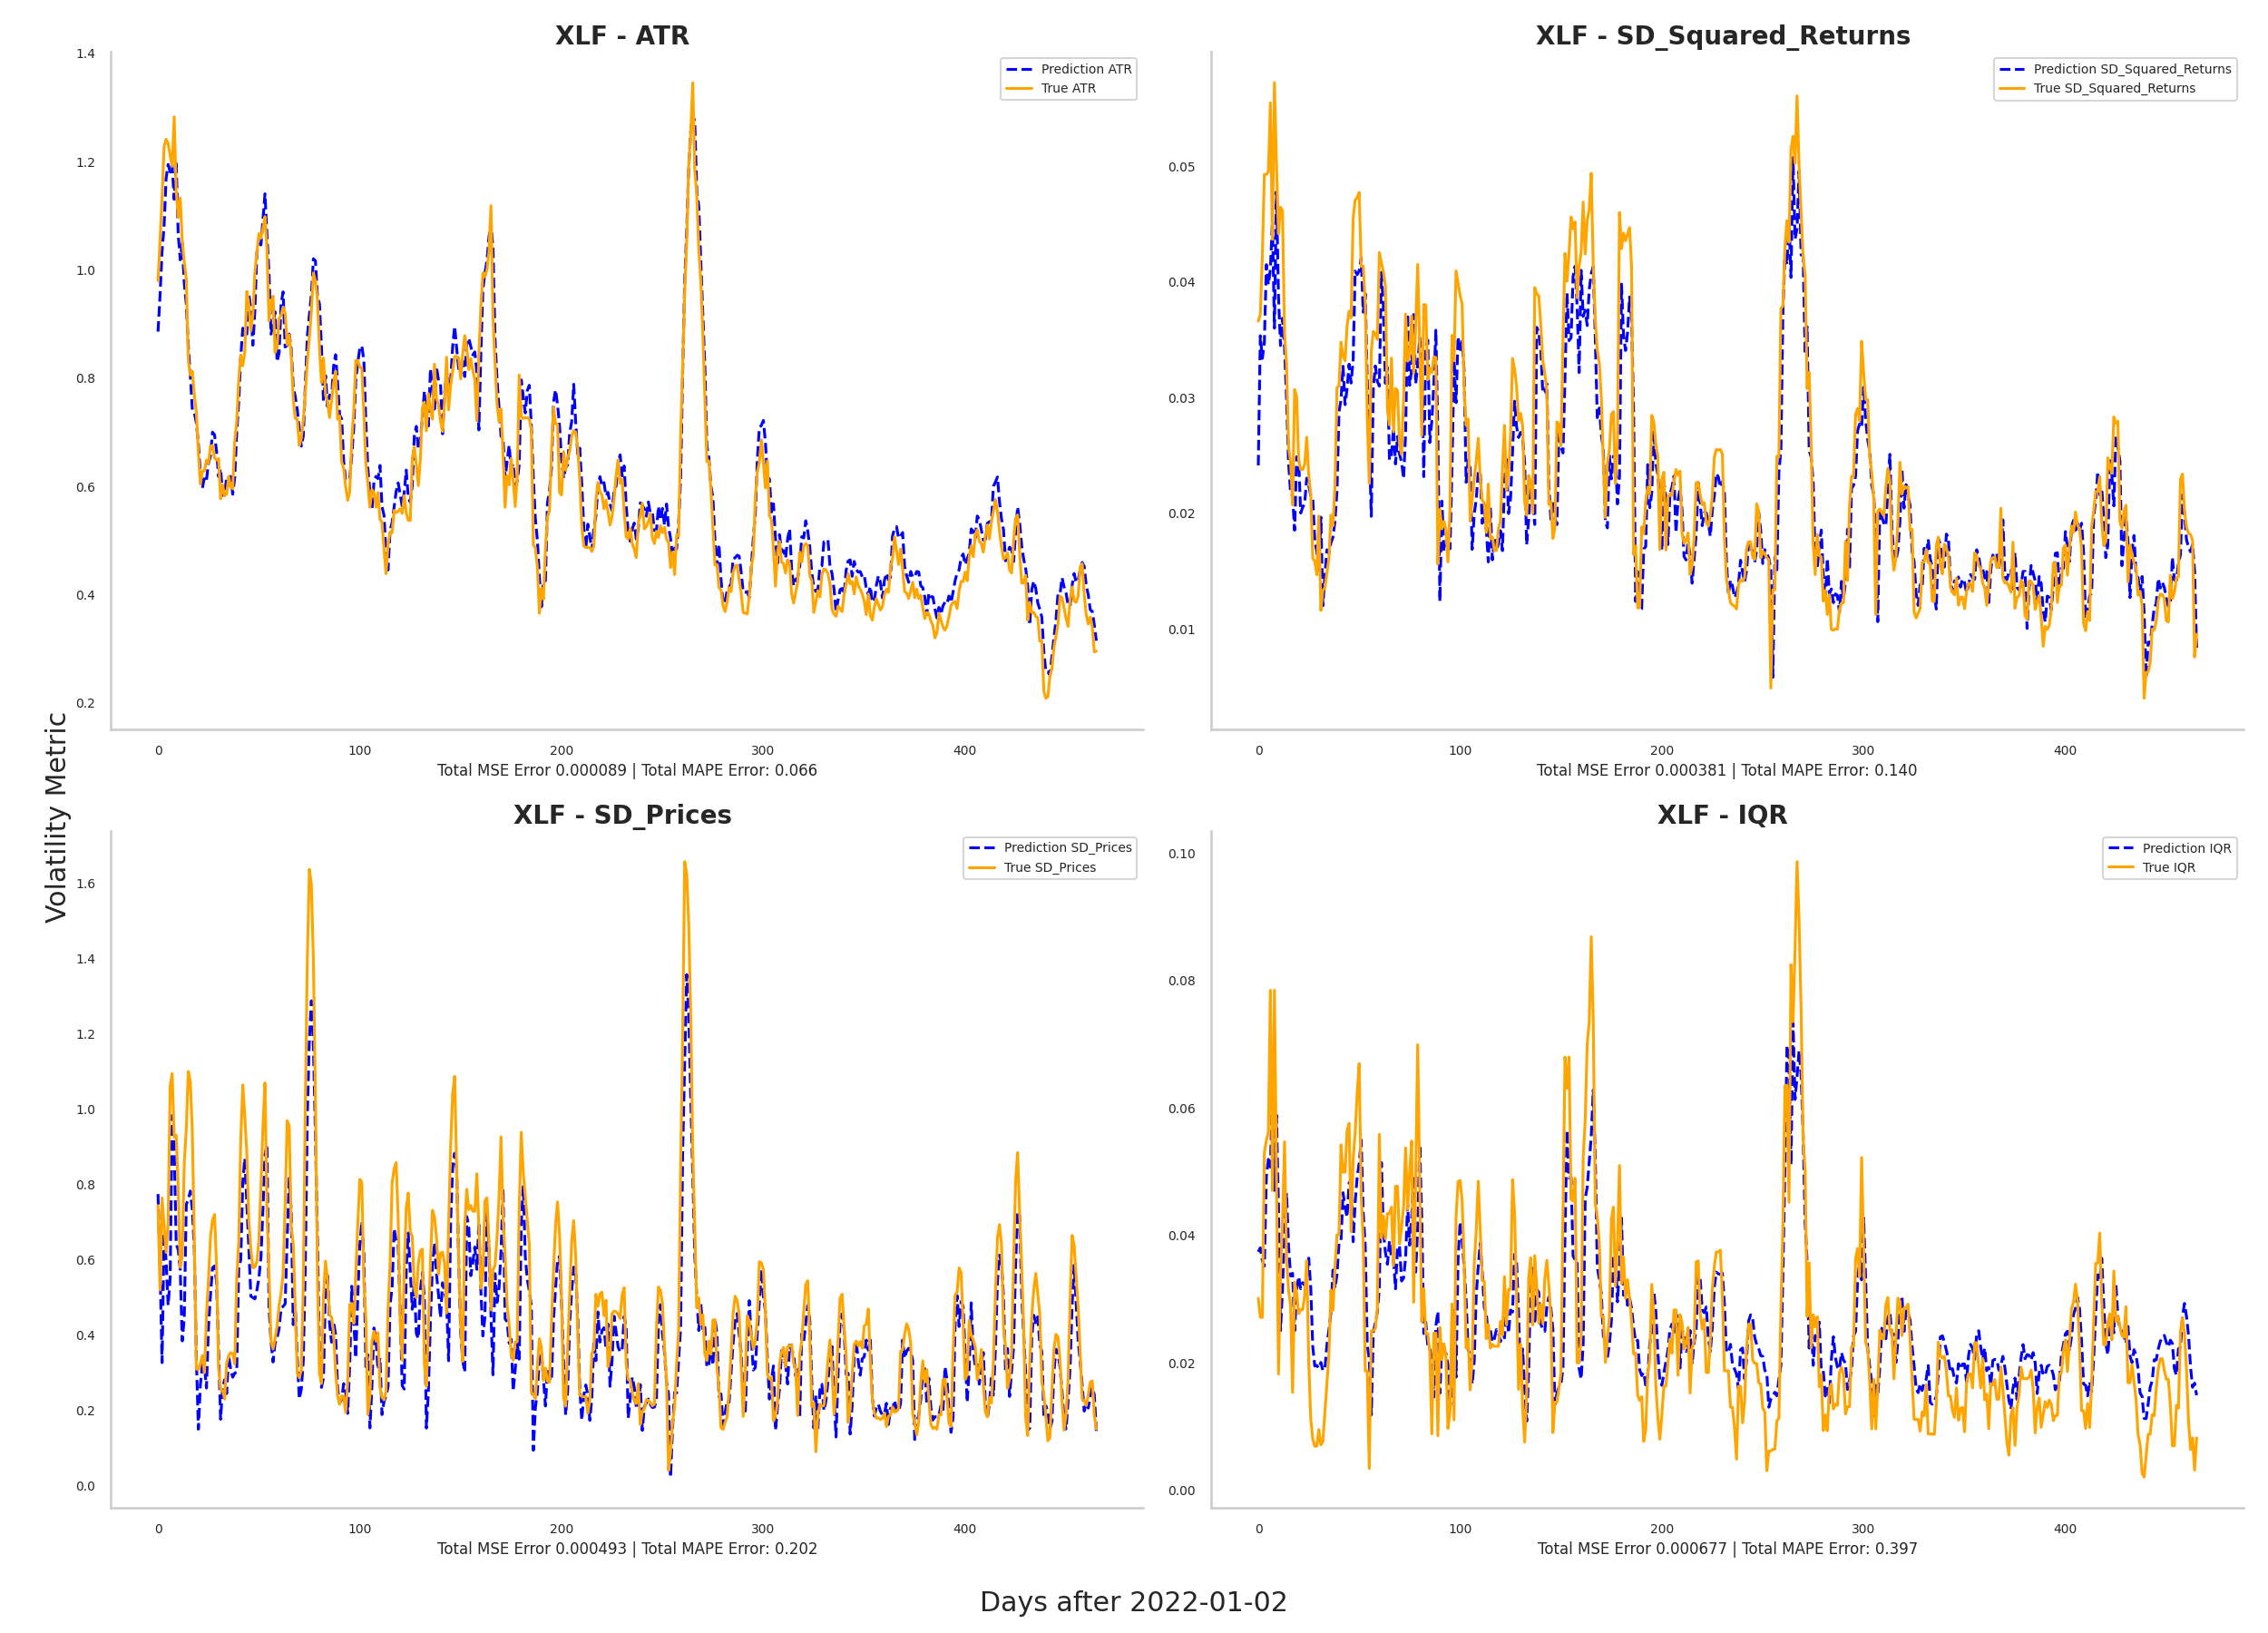 XLF - ATR
1.4
1.2
1.0
0.8
0.6
0.4
0.2
0 100 200 300 400
Prediction ATR
True ATR
Total MSE Error 0.000089 | Total MAPE Error: 0.066
XLF - SD_Squared_Returns
0.05
0.04
0.03
0.02
0.01
0 100 200 300 400
Prediction SD_Squared_Returns
True SD_Squared_Returns
Total MSE Error 0.000381 | Total MAPE Error: 0.140
Volatility Metric
XLF - SD_Prices
1.6
1.4
1.2
1.0
0.8
0.6
0.4
0.2
0.0
0 100 200 300 400
Prediction SD_Prices
True SD_Prices
Total MSE Error 0.000493 | Total MAPE Error: 0.202
XLF - IQR
0.10
0.08
0.06
0.04
0.02
0.00
0 100 200 300 400
Prediction IQR
True IQR
Total MSE Error 0.000677 | Total MAPE Error: 0.397
Days after 2022-01-02